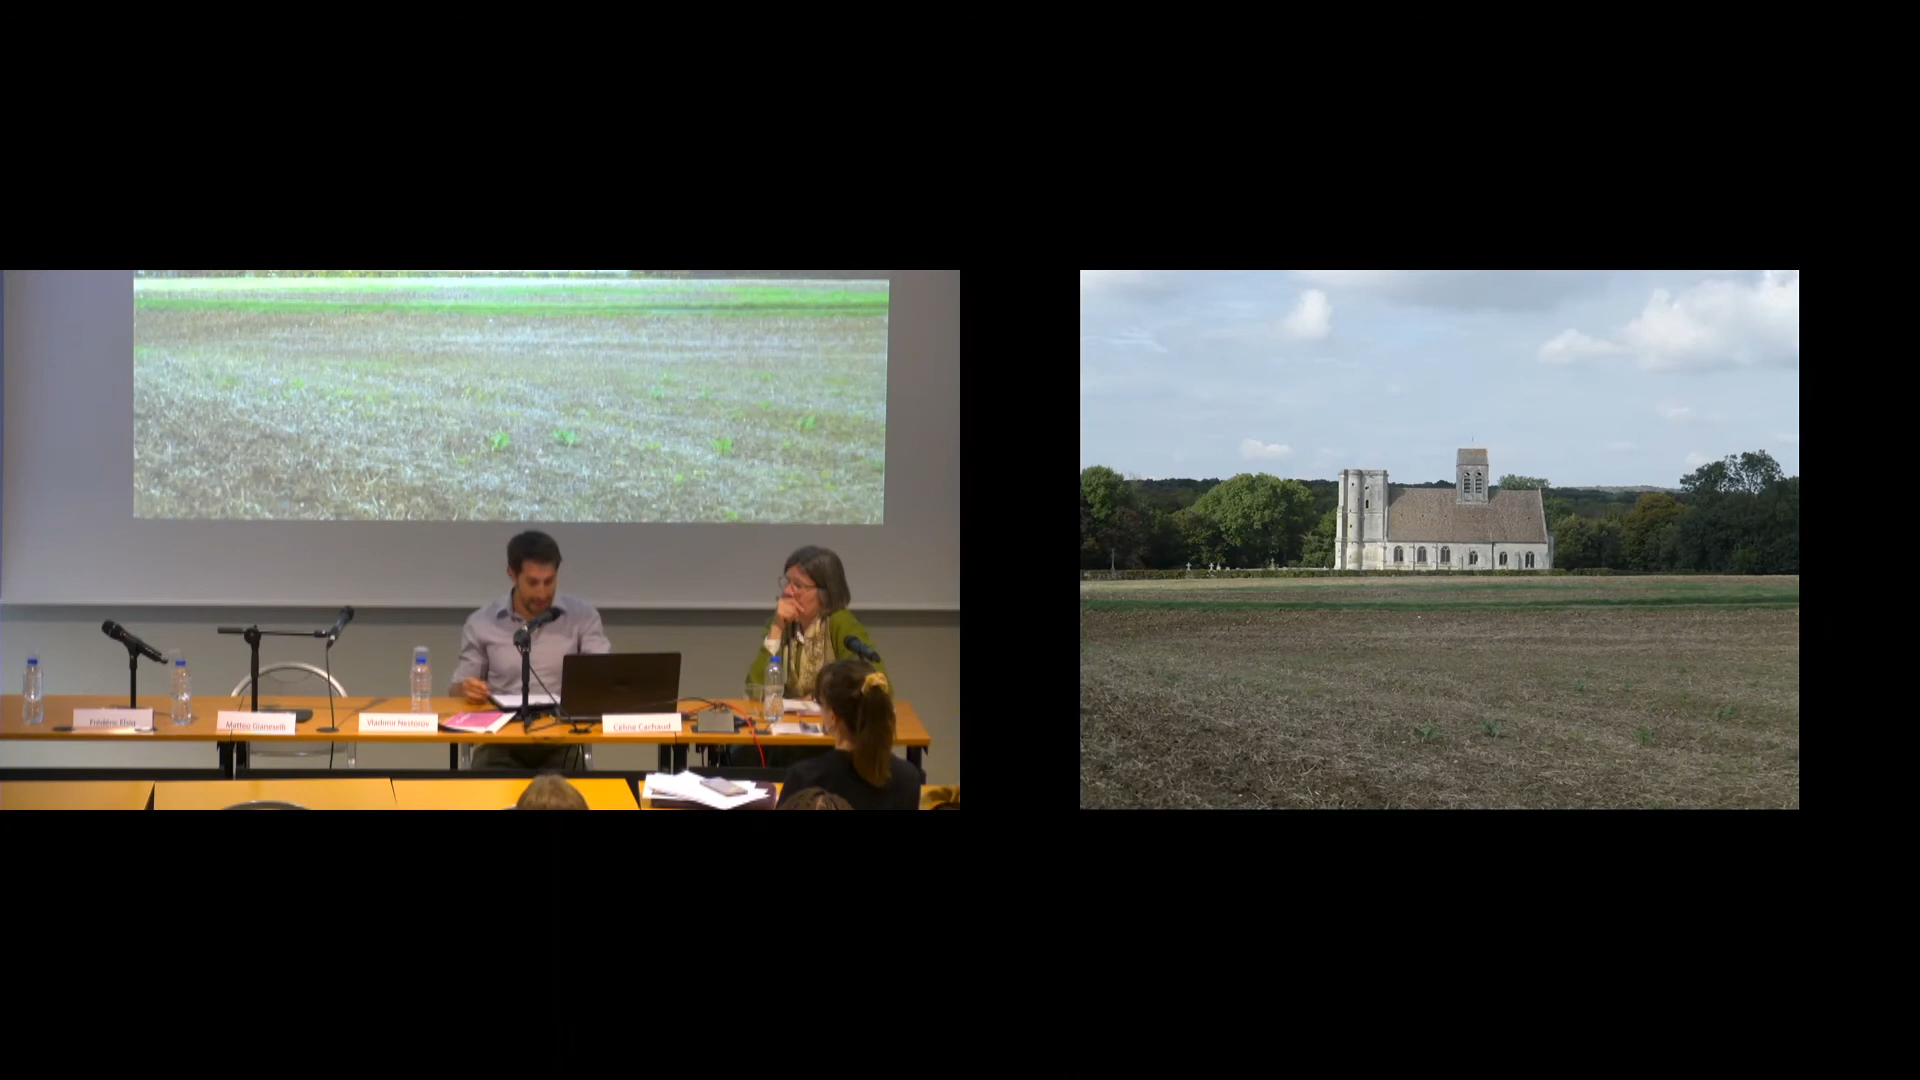 Frédéric Elsig
Matteo Gianeselli
Vladimir Nestorov
Céline Cachaud